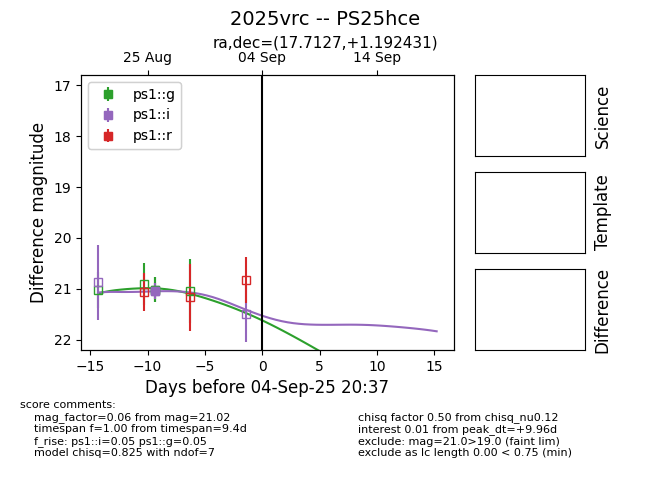 2025vrc -- PS25hce
ra,dec=(17.7127,+1.192431)
25 Aug 04 Sep 14 Sep
17
18
19
20
21
22
Difference magnitude
ps1::g
ps1::i
ps1::r
−15 −10 −5 0 5 10 15
Days before 04-Sep-25 20:37
Science
Template
Difference
score comments:
mag_factor=0.06 from mag=21.02
timespan f=1.00 from timespan=9.4d
f_rise: ps1::i=0.05 ps1::g=0.05
model chisq=0.825 with ndof=7
chisq factor 0.50 from chisq_nu0.12
interest 0.01 from peak_dt=+9.96d
exclude: mag=21.0>19.0 (faint lim)
exclude as lc length 0.00 < 0.75 (min)